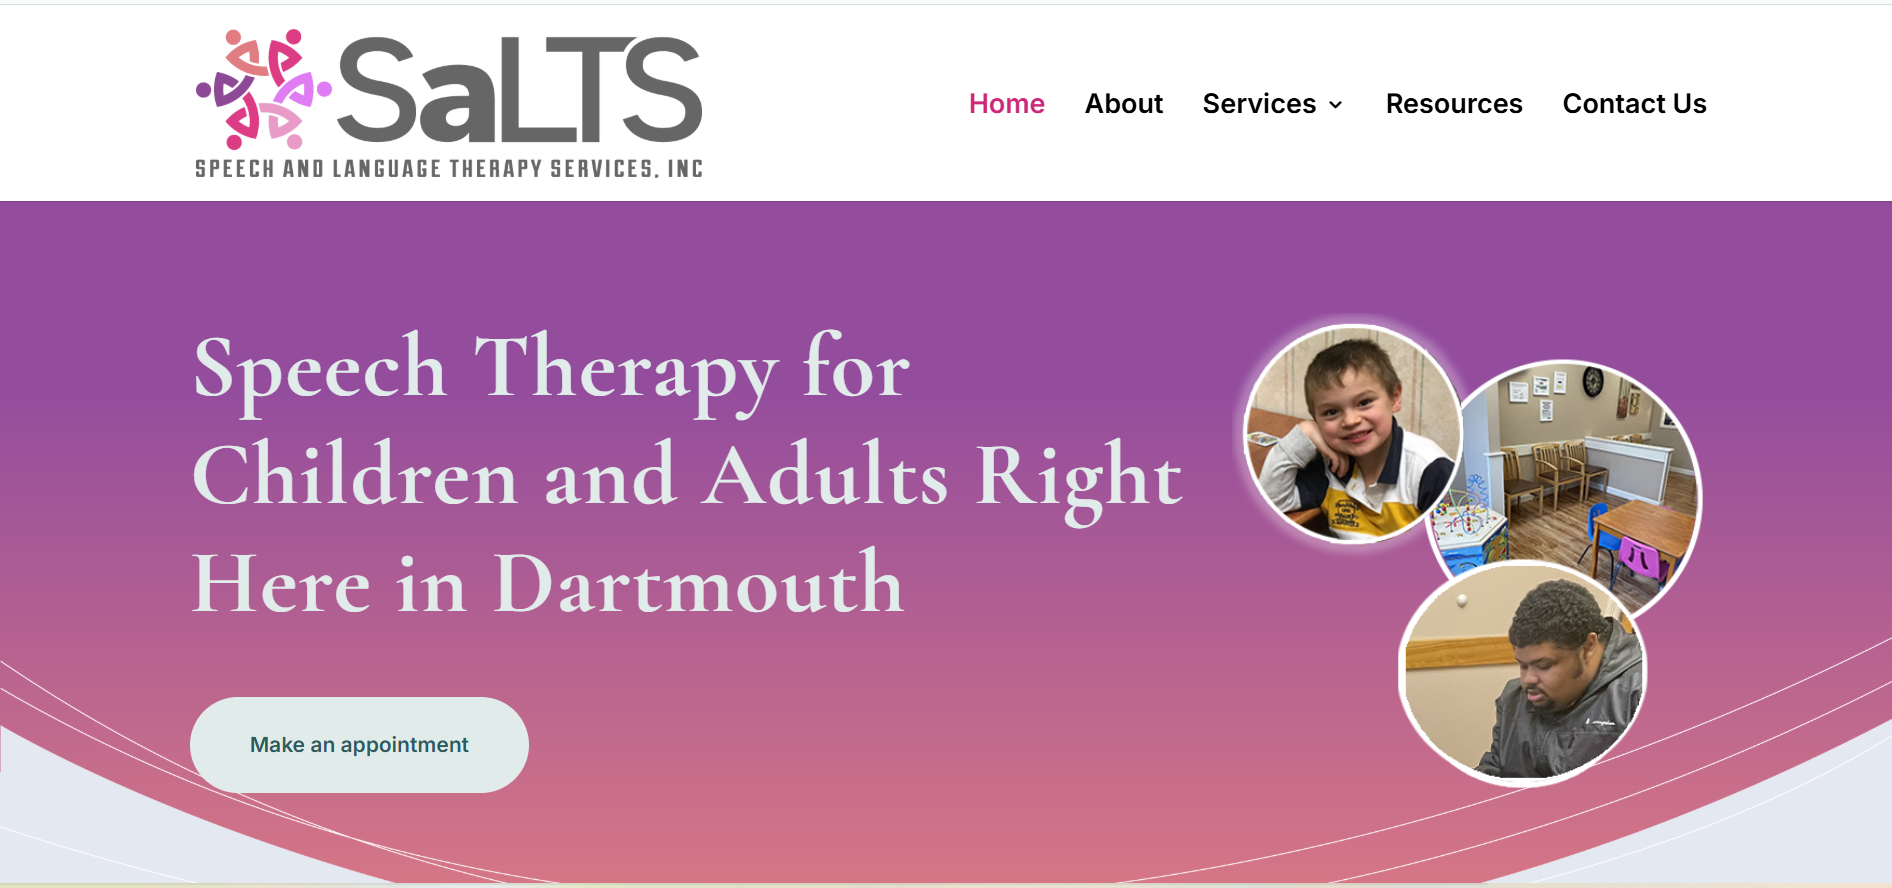 SaLTS
SPEECH AND LANGUAGE THERAPY SERVICES, INC
Home About Services Resources Contact Us
Speech Therapy for
Children and Adults Right
Here in Dartmouth
Make an appointment